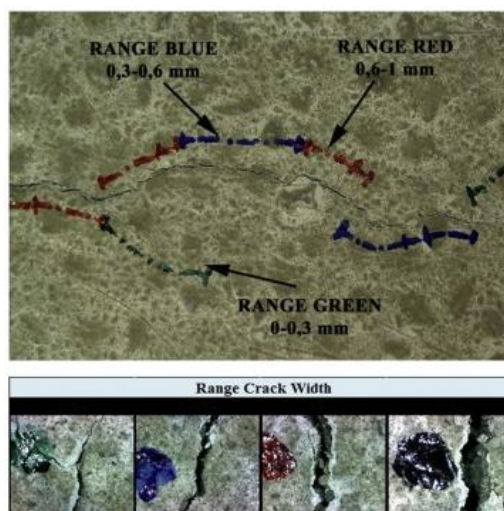 RANGE BLUE
0,3-0,6 mm
RANGE RED
0,6-1 mm
RANGE GREEN
0-0,3 mm
Range Crack Width